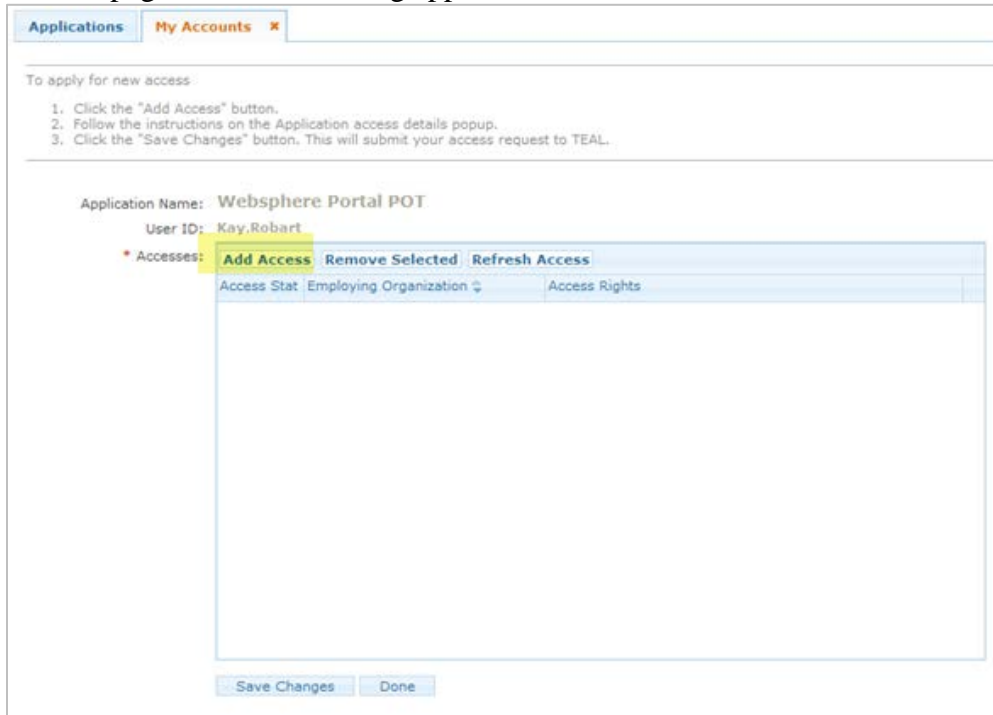 Applications My Accounts ×
To apply for new access
1. Click the "Add Access" button.
2. Follow the instructions on the Application access details popup.
3. Click the "Save Changes" button. This will submit your access request to TEAL.
Application Name: Websphere Portal POT
User ID: Kay.Robart
* Accesses: Add Access Remove Selected Refresh Access
Access Stat Employing Organization Access Rights
Save Changes Done